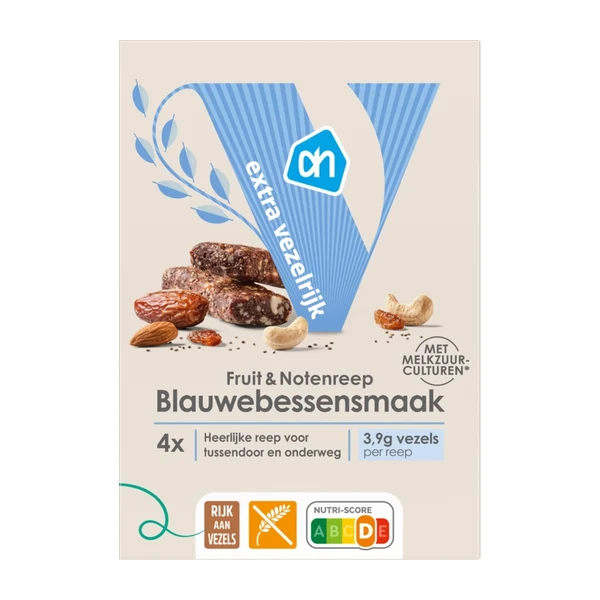 ah
extra vezelrijk
MET
MELKZUUR-
CULTUREN*
Fruit & Notenreep
Blauwebessensmaak
4x
Heerlijke reep voor
tussendoor en onderweg
3,9g vezels
per reep
RIJK
AAN
VEZELS
NUTRI-SCORE
A B C D E